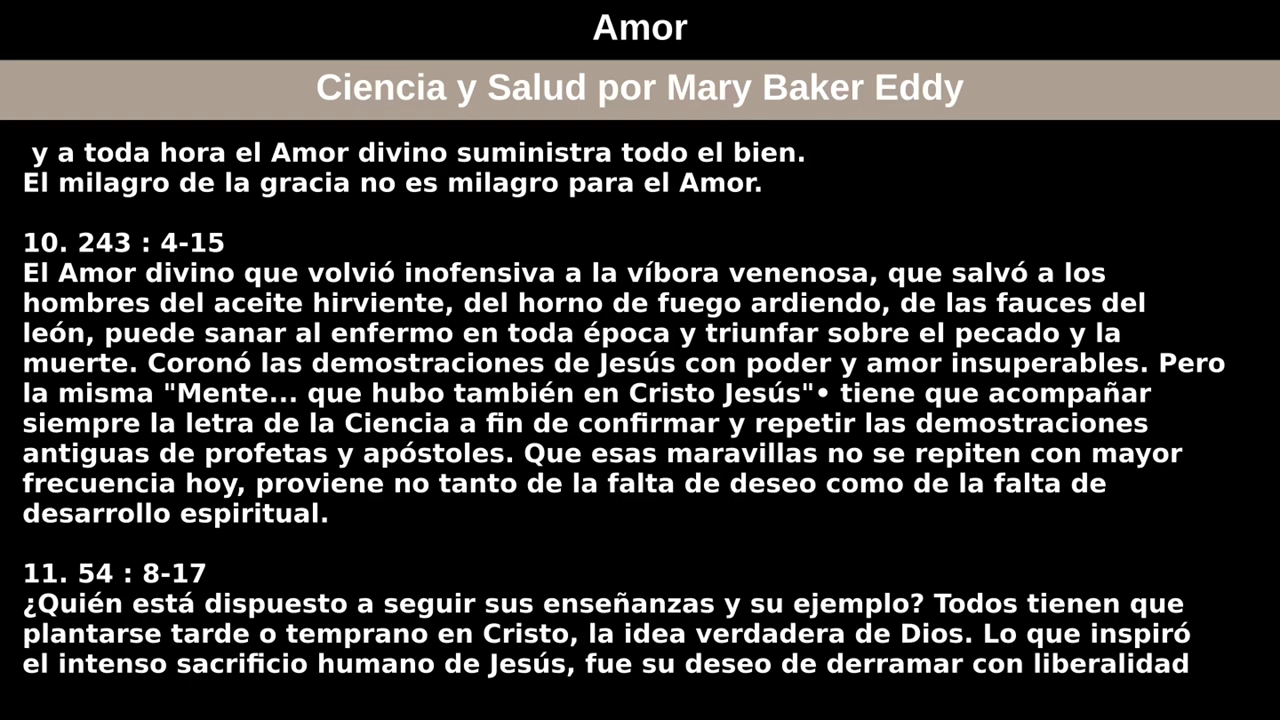 Amor
Ciencia y Salud por Mary Baker Eddy
y a toda hora el Amor divino suministra todo el bien.
El milagro de la gracia no es milagro para el Amor.
10. 243 : 4-15
El Amor divino que volvió inofensiva a la víbora venenosa, que salvó a los
hombres del aceite hirviente, del horno de fuego ardiendo, de las fauces del
león, puede sanar al enfermo en toda época y triunfar sobre el pecado y la
muerte. Coronó las demostraciones de Jesús con poder y amor insuperables. Pero
la misma "Mente... que hubo también en Cristo Jesús"• tiene que acompañar
siempre la letra de la Ciencia a fin de confirmar y repetir las demostraciones
antiguas de profetas y apóstoles. Que esas maravillas no se repiten con mayor
frecuencia hoy, proviene no tanto de la falta de deseo como de la falta de
desarrollo espiritual.
11. 54 : 8-17
¿Quién está dispuesto a seguir sus enseñanzas y su ejemplo? Todos tienen que
plantarse tarde o temprano en Cristo, la idea verdadera de Dios. Lo que inspiró
el intenso sacrificio humano de Jesús, fue su deseo de derramar con liberalidad